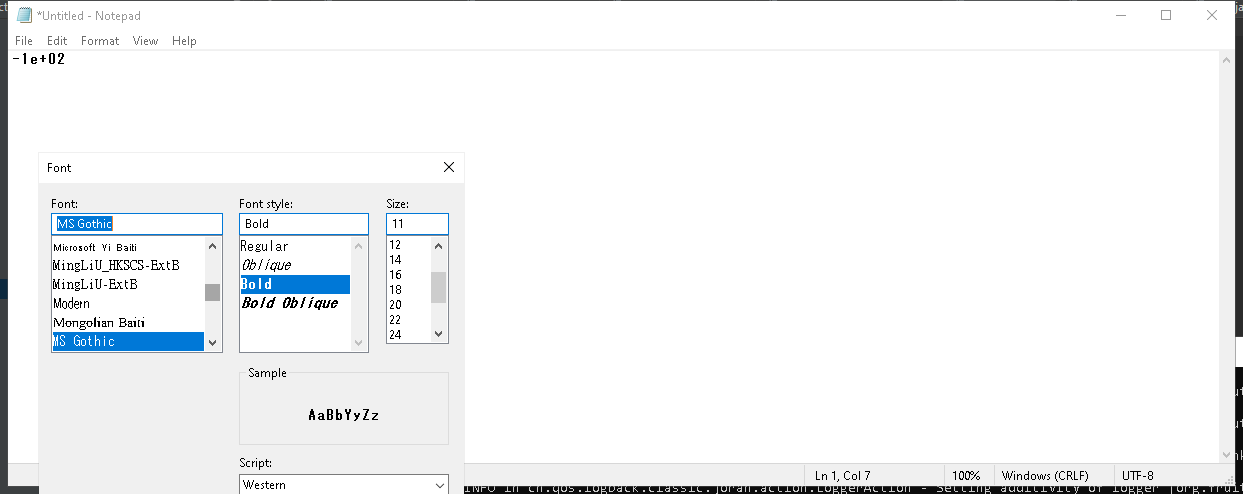 *Untitled - Notepad
File Edit Format View Help
-1e+02
Font
Font:
Font style:
Size:
MS Gothic
Bold
11
Microsoft Yi Baiti
MingLiU_HKSCS-ExtB
MingLiU-ExtB
Modern
Mongolian Baiti
MS Gothic
Regular
Oblique
Bold
Bold Oblique
12
14
16
18
20
22
24
Sample
AaBbYyZz
Script:
Western
Ln 1, Col 7
100%
Windows (CRLF)
UTF-8
INFO in ch.qos.logback.classic.joran.action.LoggerAction - Setting additivity of logger